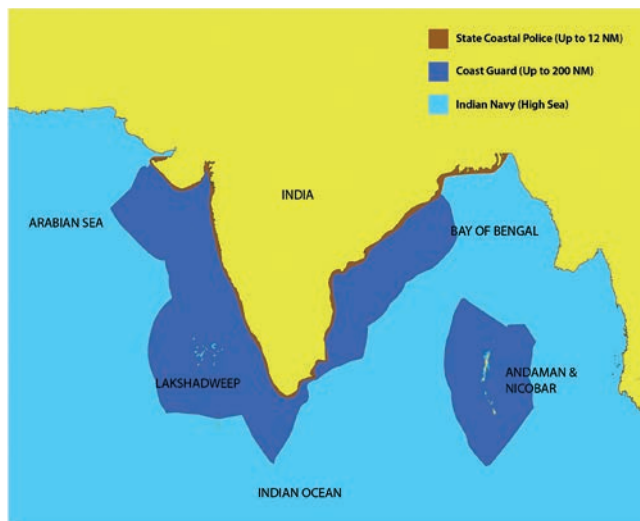 State Coastal Police (Up to 12 NM)
Coast Guard (Up to 200 NM)
Indian Navy (High Sea)
INDIA
ARABIAN SEA
BAY OF BENGAL
LAKSHADWEEP
ANDAMAN &
NICOBAR
INDIAN OCEAN